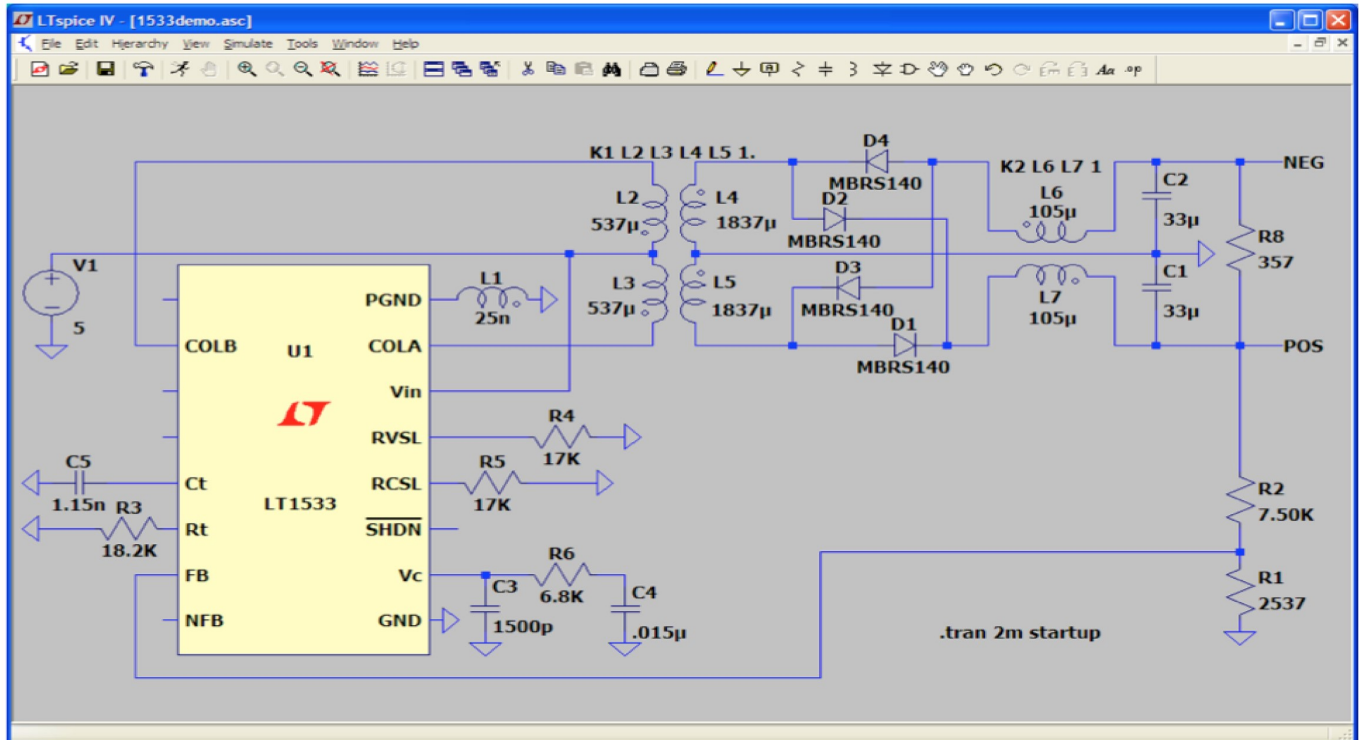 LTspice IV - [1533demo.asc]
File Edit Hierarchy View Simulate Tools Window Help
Aa .op
K1 L2 L3 L4 L5 1.
D4
MBRS140
K2 L6 L7 1
NEG
L2
537µ
L4
1837µ
D2
MBRS140
L6
105µ
C2
33µ
R8
357
V1
5
L3
537µ
L5
1837µ
D3
MBRS140
L7
105µ
C1
33µ
D1
MBRS140
POS
PGND
L1
25n
COLB
U1
COLA
Vin
RVSL
R4
17K
RCSL
R5
17K
C5
1.15n
Ct
LT1533
R3
18.2K
Rt
SHDN
FB
Vc
R6
6.8K
C3
1500p
C4
.015µ
NFB
GND
R2
7.50K
R1
2537
.tran 2m startup